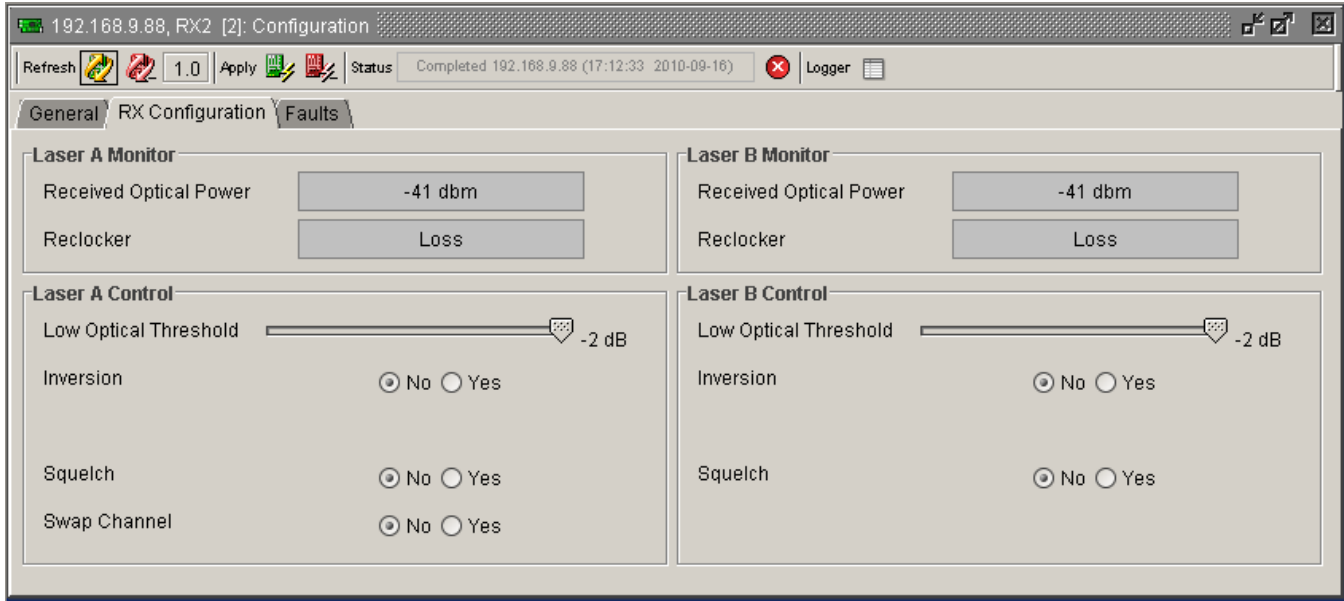 192.168.9.88, RX2 [2]: Configuration
Refresh 1.0 Apply Status Completed 192.168.9.88 (17:12:33 2010-09-16) Logger
General RX Configuration Faults
Laser A Monitor
Received Optical Power -41 dbm
Reclocker Loss
Laser B Monitor
Received Optical Power -41 dbm
Reclocker Loss
Laser A Control
Low Optical Threshold -2 dB
Inversion No Yes
Squelch No Yes
Swap Channel No Yes
Laser B Control
Low Optical Threshold -2 dB
Inversion No Yes
Squelch No Yes